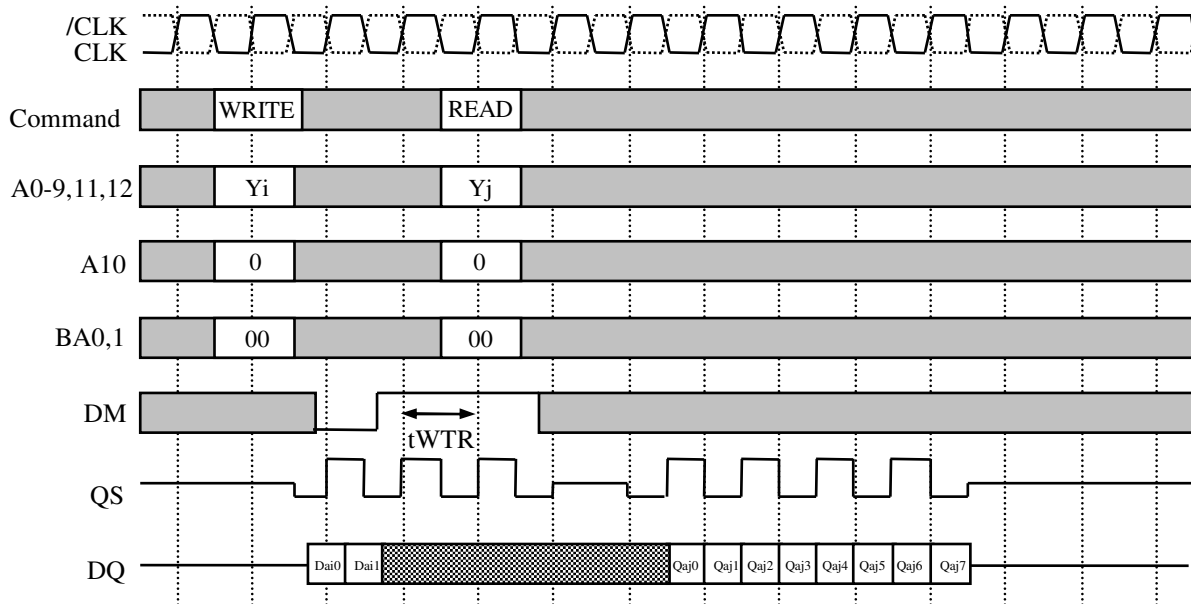 /CLK
CLK
Command WRITE READ
A0-9,11,12 Yi Yj
A10 0 0
BA0,1 00 00
DM
tWTR
QS
DQ Dai0 Dai1 Qaj0 Qaj1 Qaj2 Qaj3 Qaj4 Qaj5 Qaj6 Qaj7